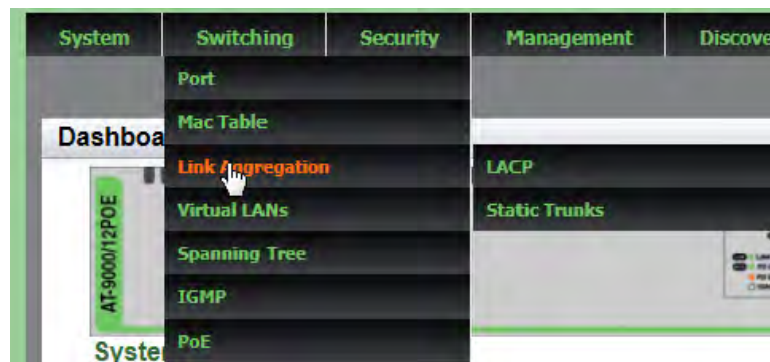 System Switching Security Management Discove
Port
Dashboa Mac Table
Link Aggregation LACP
Virtual LANs Static Trunks
AT-9000/12POE
Spanning Tree
IGMP
PoE
Syste